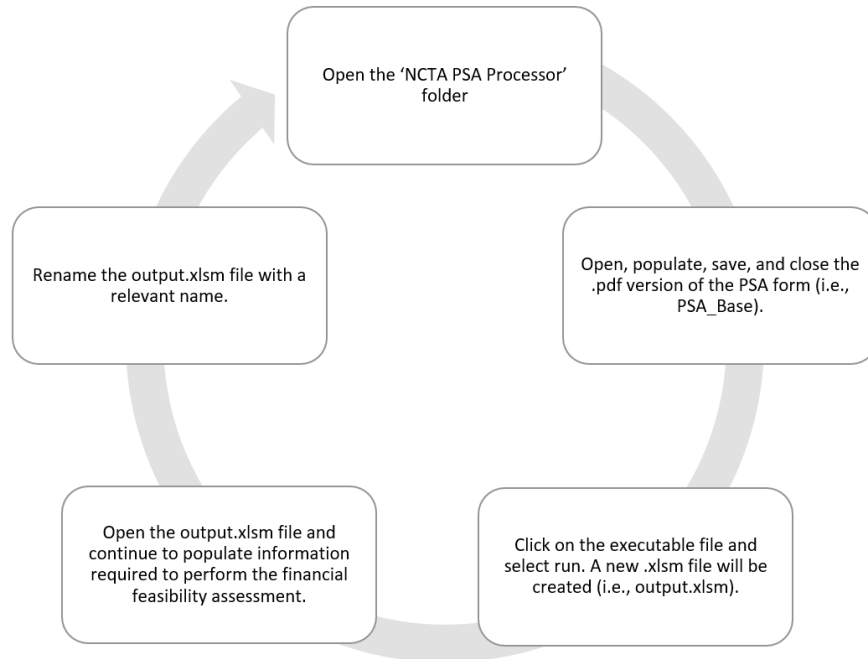 Open the ‘NCTA PSA Processor’
folder
Open, populate, save, and close the
.pdf version of the PSA form (i.e.,
PSA_Base).
Click on the executable file and
select run. A new .xlsm file will be
created (i.e., output.xlsm).
Open the output.xlsm file and
continue to populate information
required to perform the financial
feasibility assessment.
Rename the output.xlsm file with a
relevant name.